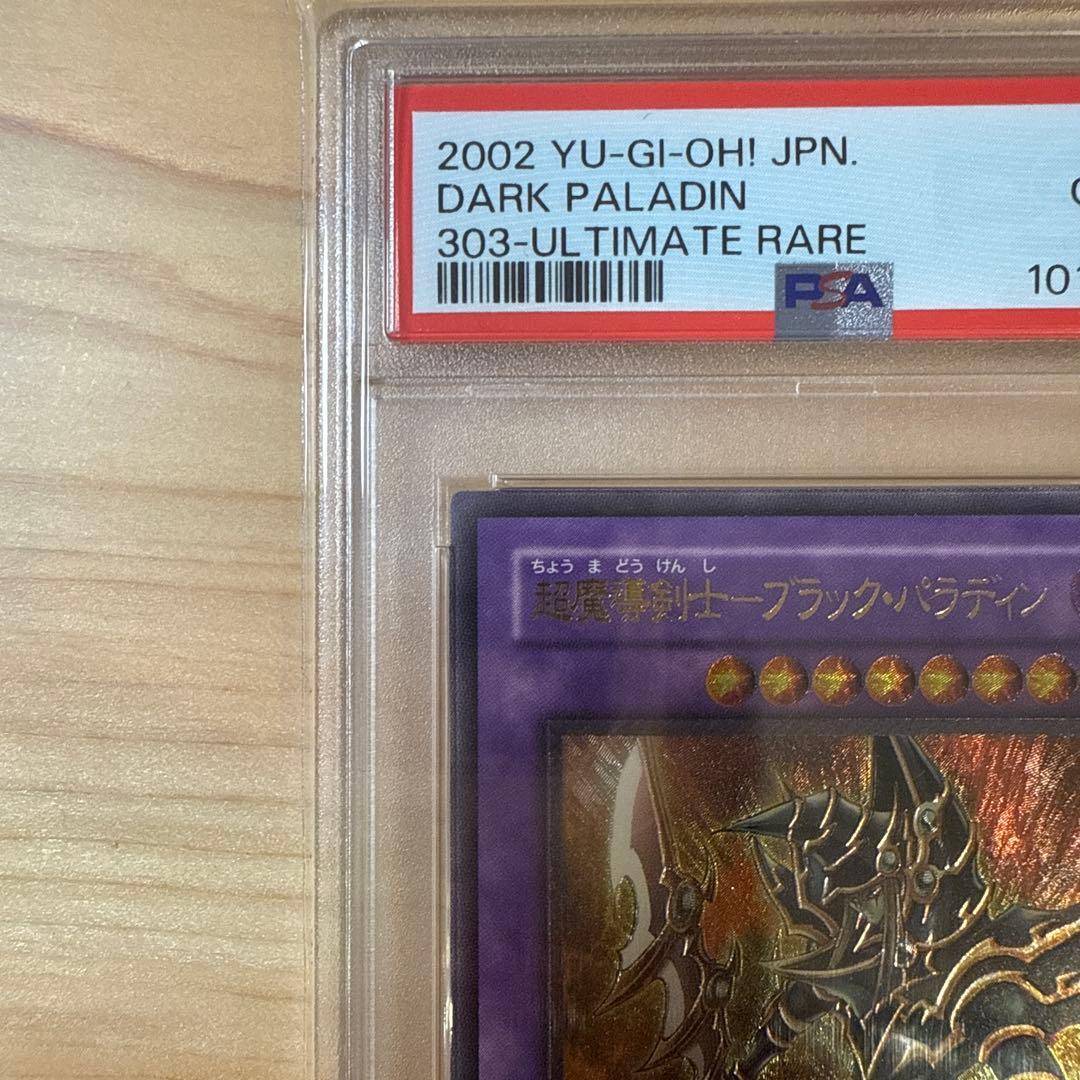 2002 YU-GI-OH! JPN.
DARK PALADIN
303-ULTIMATE RARE
PSA
101
ちょう ま どう けん し
超魔導剣士－ブラック・パラディン